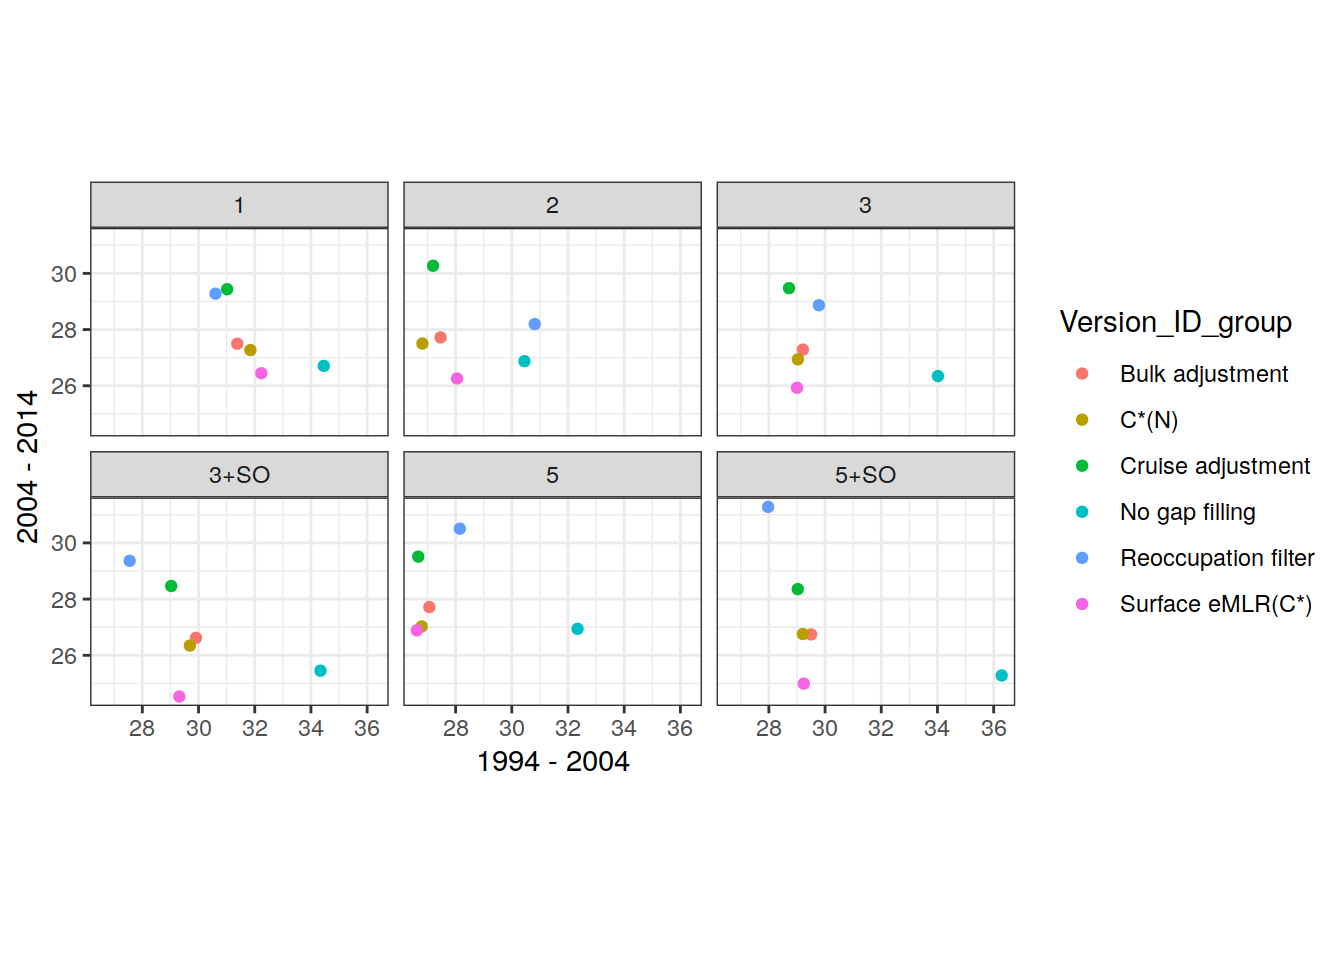 1
2
3
30
28
26
3+SO
5
5+SO
30
28
26
28 30 32 34 36
28 30 32 34 36
28 30 32 34 36
1994 - 2004
2004 - 2014
Version_ID_group
Bulk adjustment
C*(N)
Cruise adjustment
No gap filling
Reoccupation filter
Surface eMLR(C*)